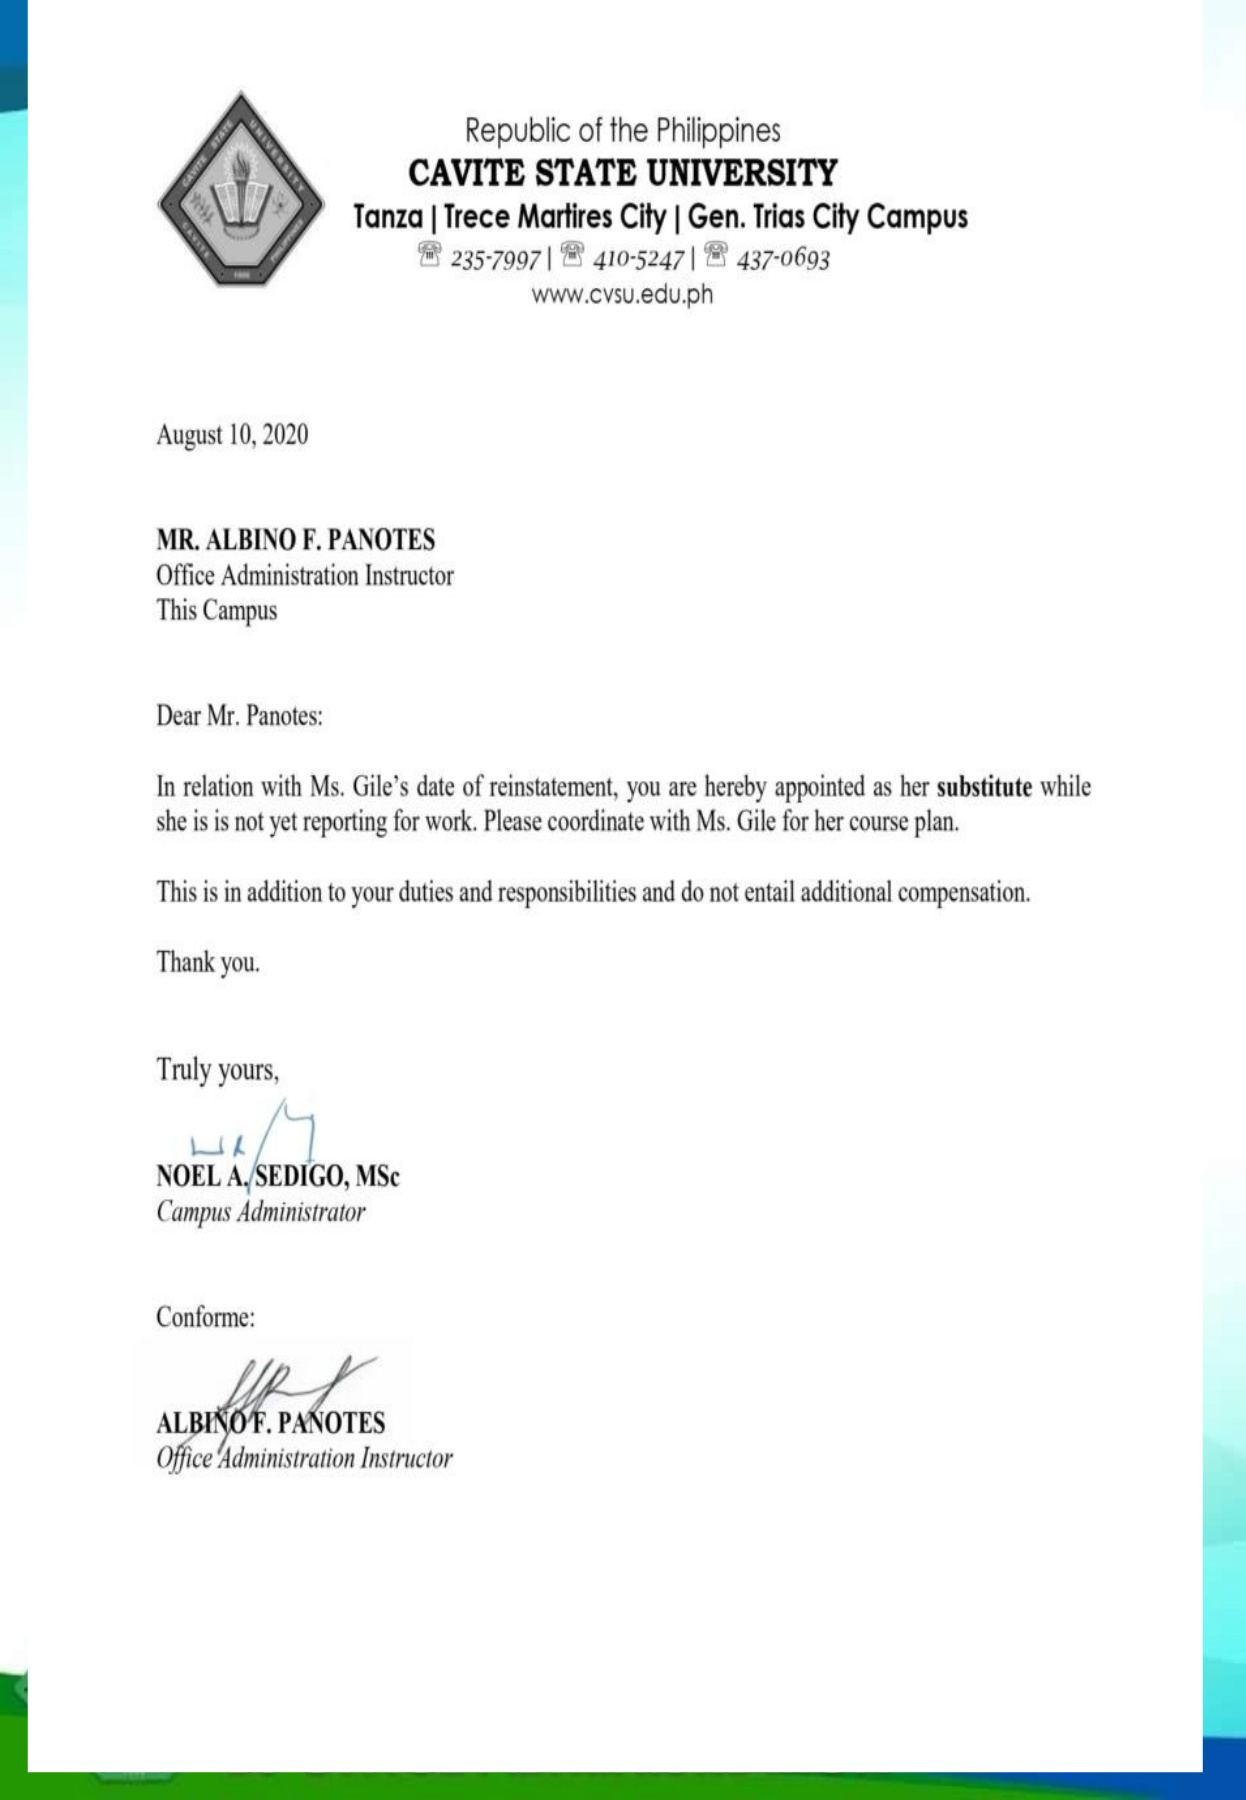 Republic of the Philippines
CAVITE STATE UNIVERSITY
Tanza | Trece Martires City | Gen. Trias City Campus
☏ 235-7997 | ☏ 410-5247 | ☏ 437-0693
www.cvsu.edu.ph
CAVITE STATE UNIVERSITY
CAVITE PHILIPPINES
1906
August 10, 2020
MR. ALBINO F. PANOTES
Office Administration Instructor
This Campus
Dear Mr. Panotes:
In relation with Ms. Gile’s date of reinstatement, you are hereby appointed as her substitute while
she is is not yet reporting for work. Please coordinate with Ms. Gile for her course plan.
This is in addition to your duties and responsibilities and do not entail additional compensation.
Thank you.
Truly yours,
NOEL A. SEDIGO, MSc
Campus Administrator
Conforme:
ALBINO F. PANOTES
Office Administration Instructor